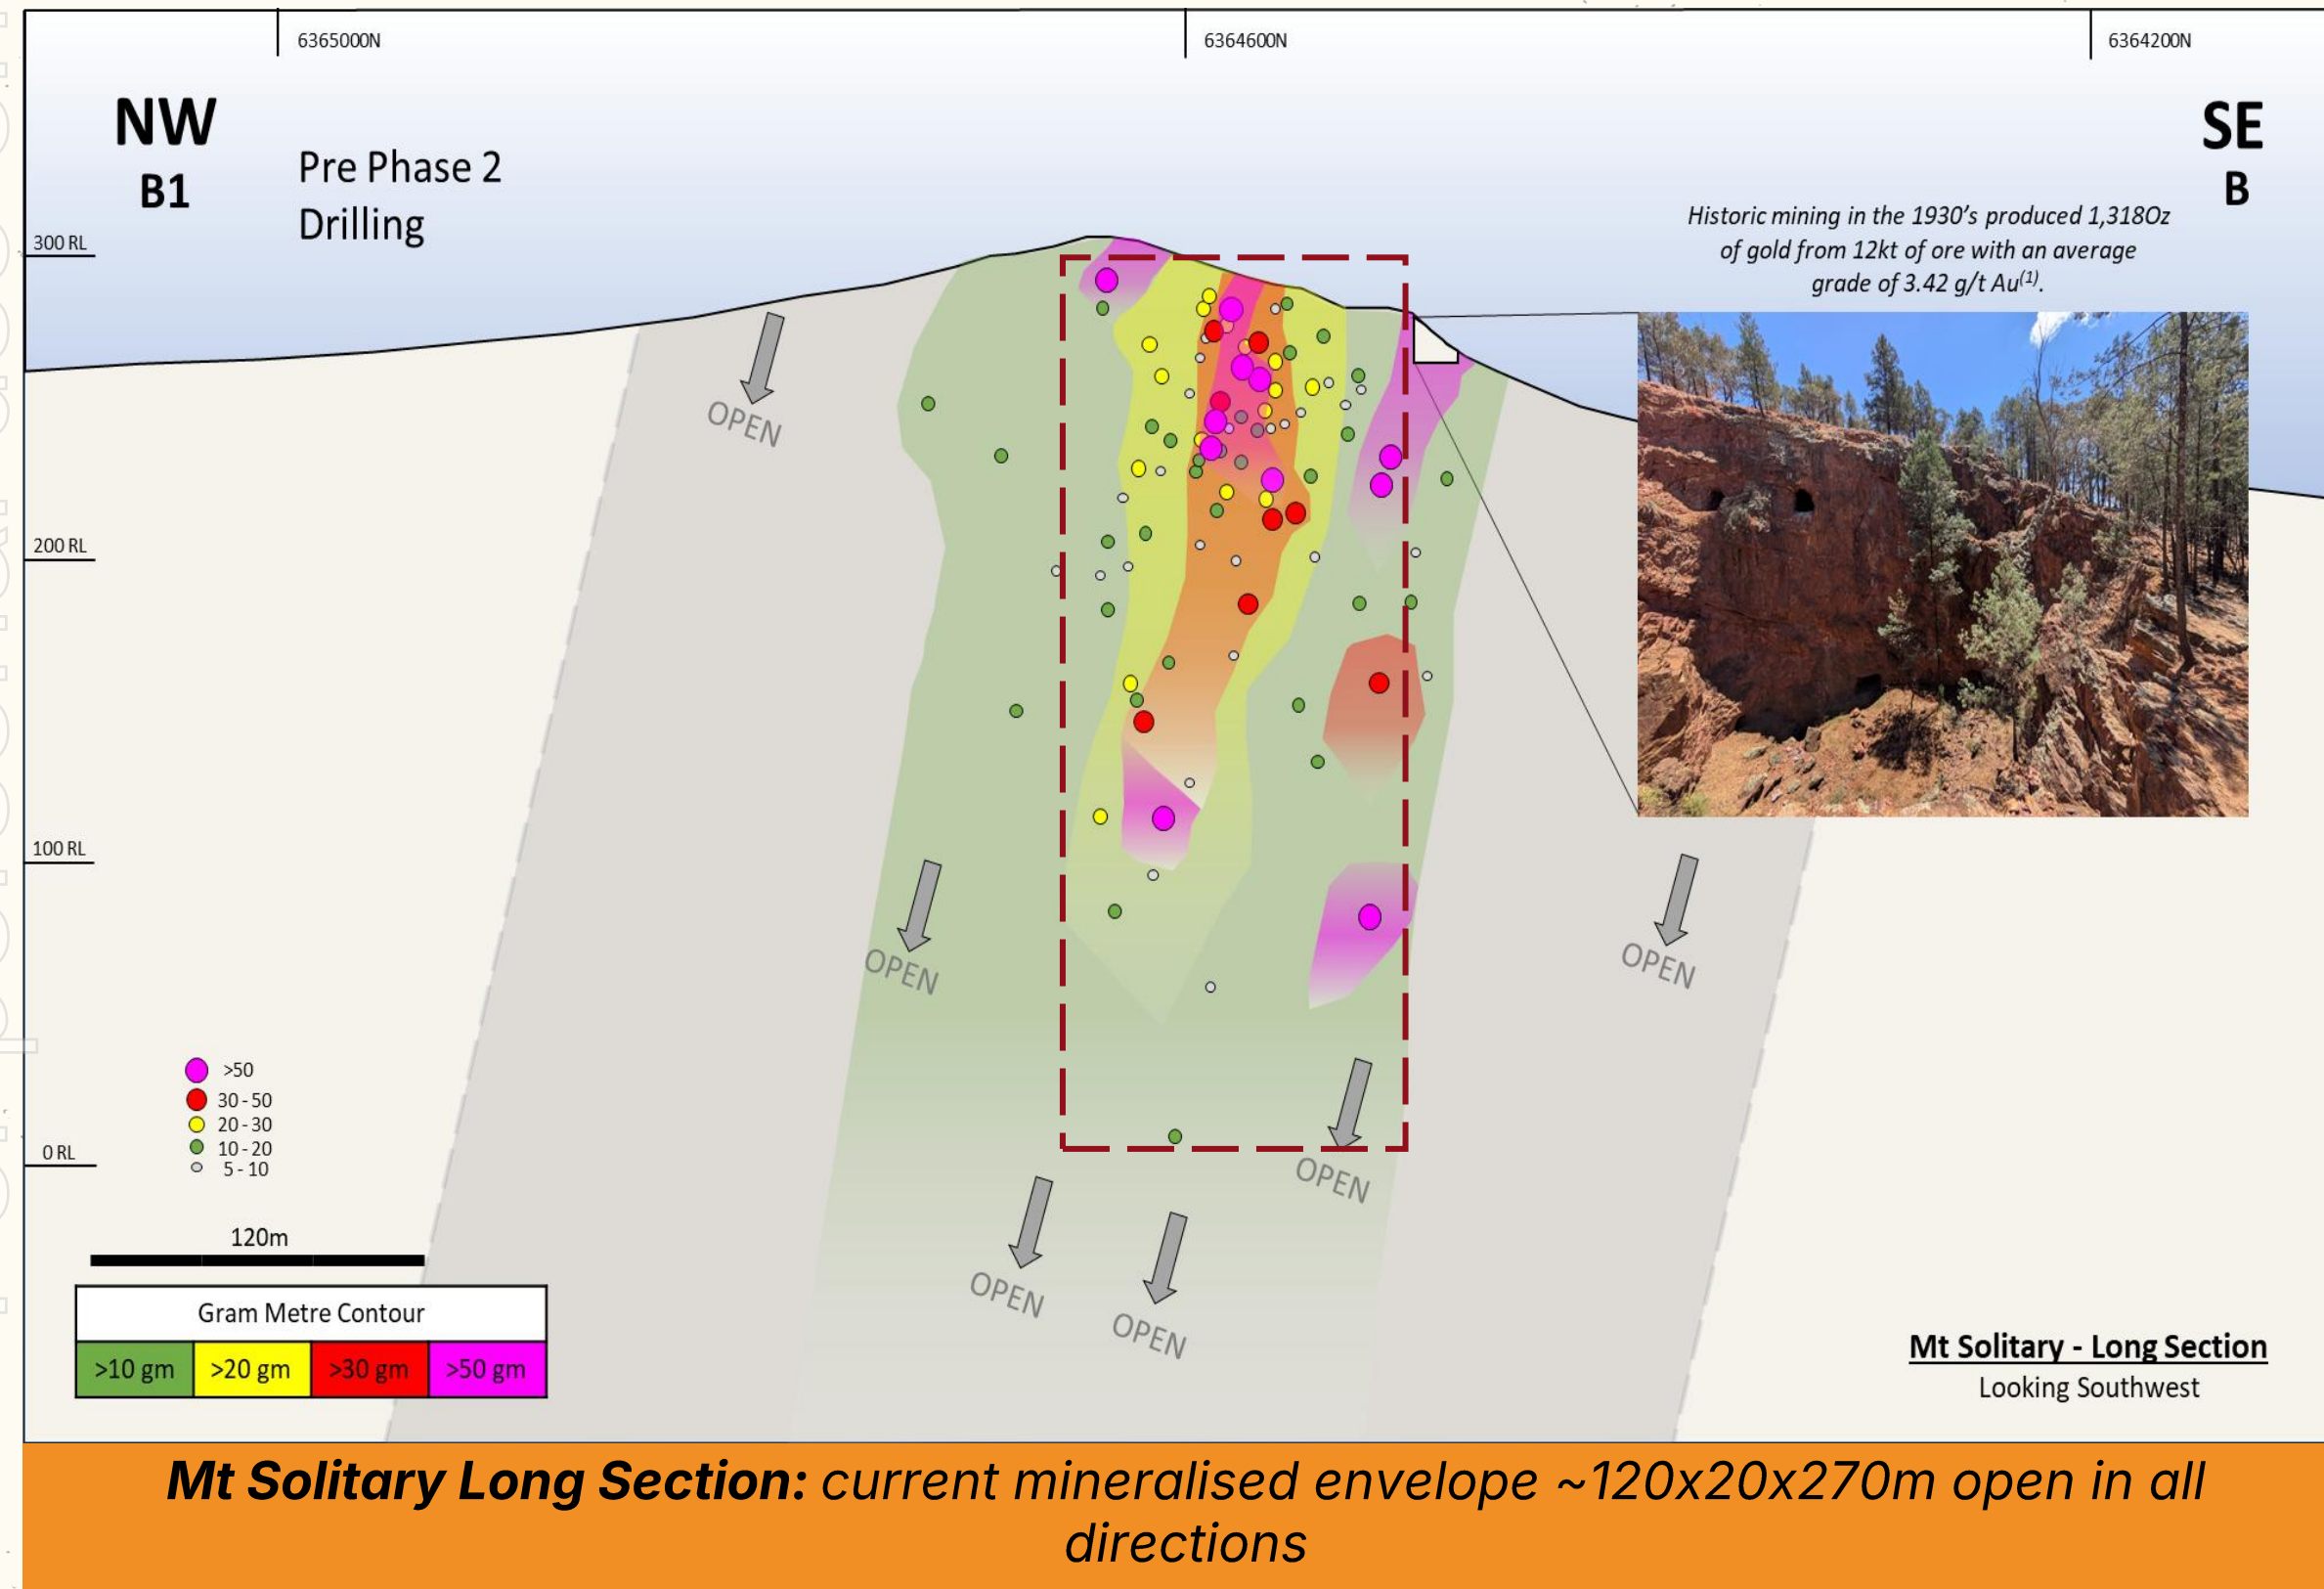 6365000N
6364600N
6364200N
NW
B1
SE
B
Pre Phase 2
Drilling
Historic mining in the 1930's produced 1,318Oz
of gold from 12kt of ore with an average
grade of 3.42 g/t Au(1).
300 RL
200 RL
100 RL
0 RL
OPEN
OPEN
OPEN
OPEN
OPEN
OPEN
>50
30 - 50
20 - 30
10 - 20
5 - 10
120m
Gram Metre Contour
>10 gm >20 gm >30 gm >50 gm
Mt Solitary - Long Section
Looking Southwest
Mt Solitary Long Section: current mineralised envelope ~120x20x270m open in all
directions